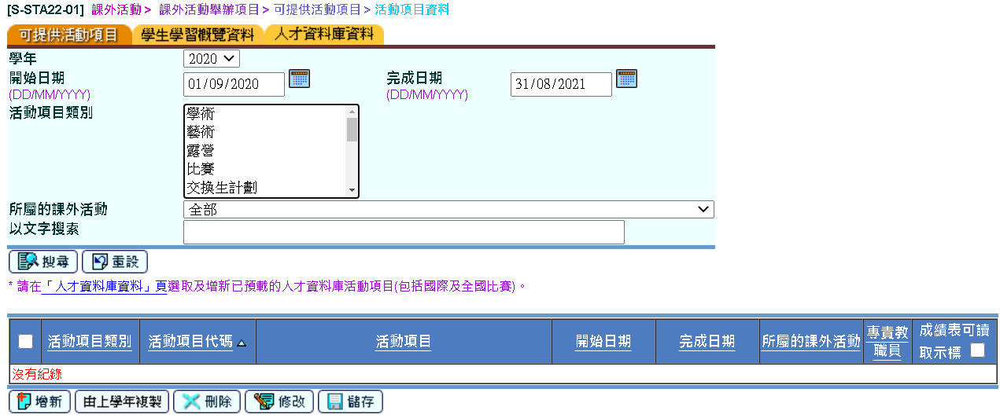 [S-STA22-01] 課外活動 > 課外活動舉辦項目 > 可提供活動項目 > 活動項目資料
可提供活動項目 學生學習概覽資料 人才資料庫資料
學年 2020
開始日期 01/09/2020 完成日期 31/08/2021
(DD/MM/YYYY) (DD/MM/YYYY)
活動項目類別 學術
藝術
露營
比賽
交換生計劃
所屬的課外活動 全部
以文字搜索
搜尋 重設
* 請在「人才資料庫資料」頁選取及增新已預載的人才資料庫活動項目(包括國際及全國比賽)。
活動項目類別 活動項目代碼 活動項目 開始日期 完成日期 所屬的課外活動 專責教職員 成績表可讀取示標
沒有紀錄
增新 由上學年複製 刪除 修改 儲存